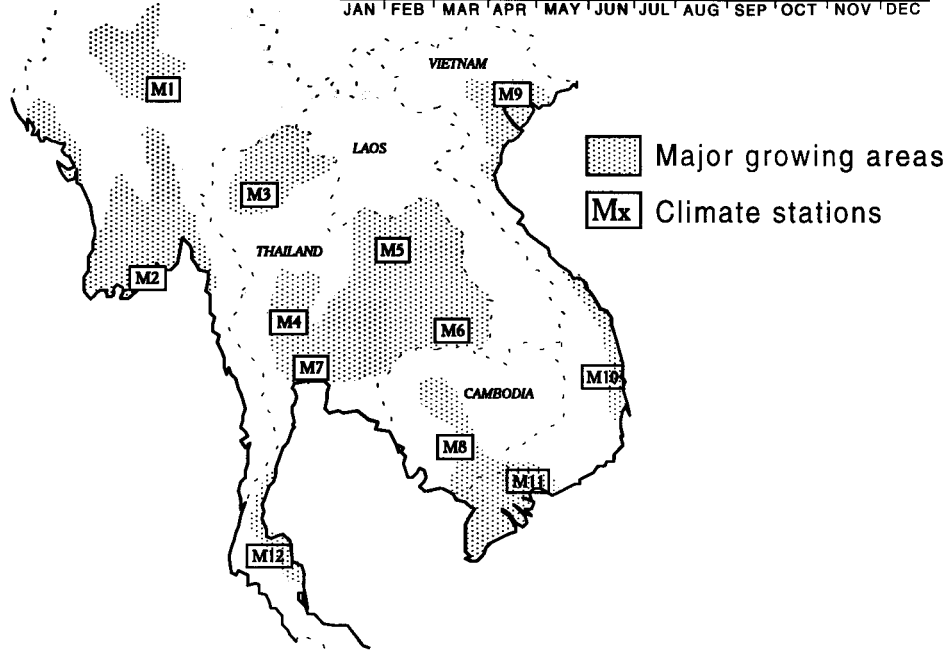 JAN FEB MAR APR MAY JUN JUL AUG SEP OCT NOV DEC
VIETNAM
M1
M9
LAOS
Major growing areas
M3
Mx Climate stations
THAILAND
M5
M2
M4
M6
M7
M10
CAMBODIA
M8
M11
M12